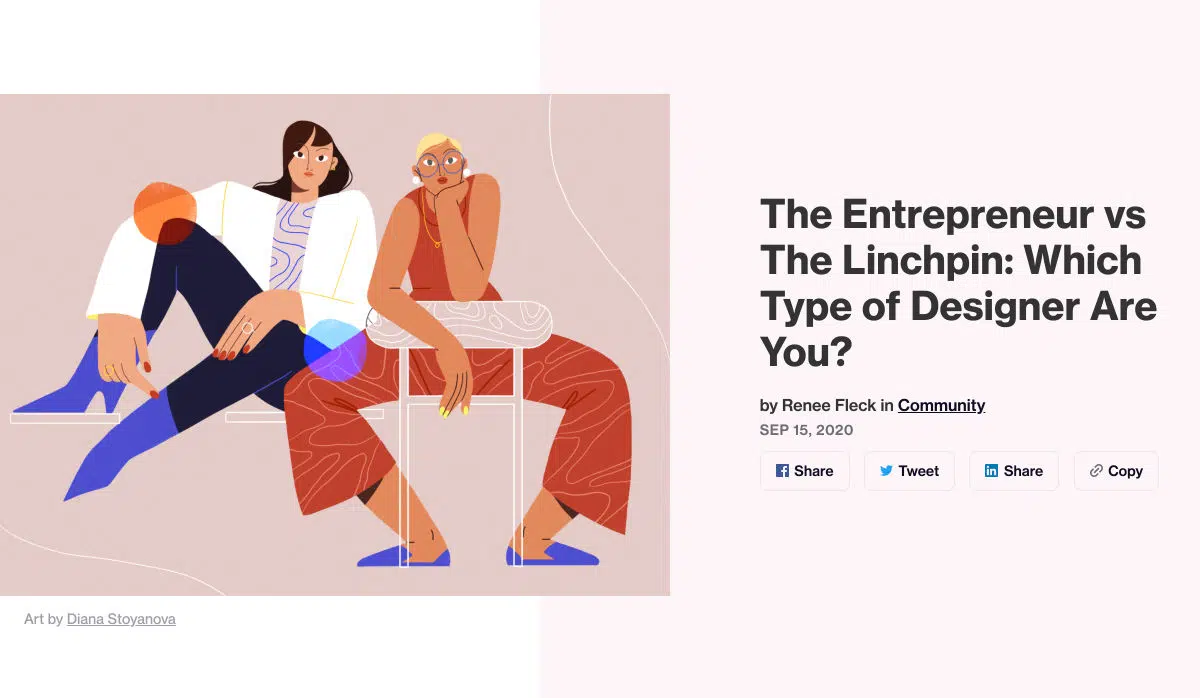 The Entrepreneur vs
The Linchpin: Which
Type of Designer Are
You?
by Renee Fleck in Community
SEP 15, 2020
Share Tweet Share Copy
Art by Diana Stoyanova